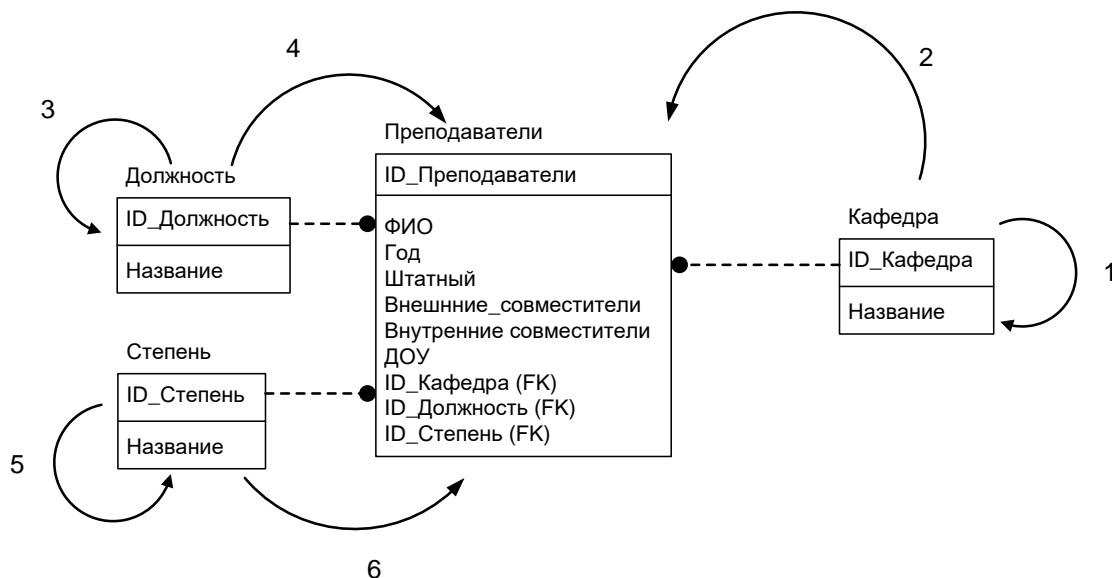 4
2
3
Преподаватели
ID_Преподаватели
ФИО
Год
Штатный
Внешнние_совместители
Внутренние совместители
ДОУ
ID_Кафедра (FK)
ID_Должность (FK)
ID_Степень (FK)
Должность
ID_Должность
Название
Кафедра
ID_Кафедра
Название
1
Степень
ID_Степень
Название
5
6